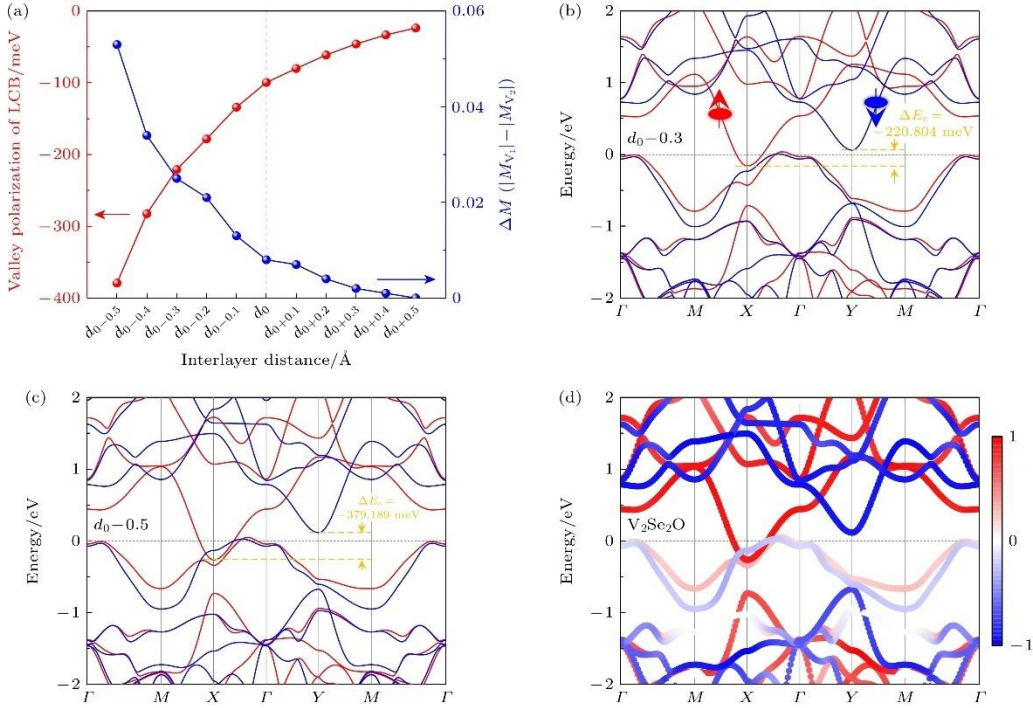 (a)
0
−100
−200
−300
−400
Valley polarization of LCB/meV
0.06
0.04
0.02
0
ΔM (|M_V₁|−|M_V₂|)
d₀−0.5
d₀−0.4
d₀−0.3
d₀−0.2
d₀−0.1
d₀
d₀+0.1
d₀+0.2
d₀+0.3
d₀+0.4
d₀+0.5
Interlayer distance/Å
(b)
2
1
0
−1
−2
Energy/eV
d₀−0.3
ΔE_c =
−220.804 meV
Γ M X Γ Y M Γ
(c)
2
1
0
−1
−2
Energy/eV
d₀−0.5
ΔE_c =
−379.189 meV
Γ M X Γ Y M Γ
(d)
2
1
0
−1
−2
Energy/eV
V₂Se₂O
Γ M X Γ Y M Γ
1
0
−1